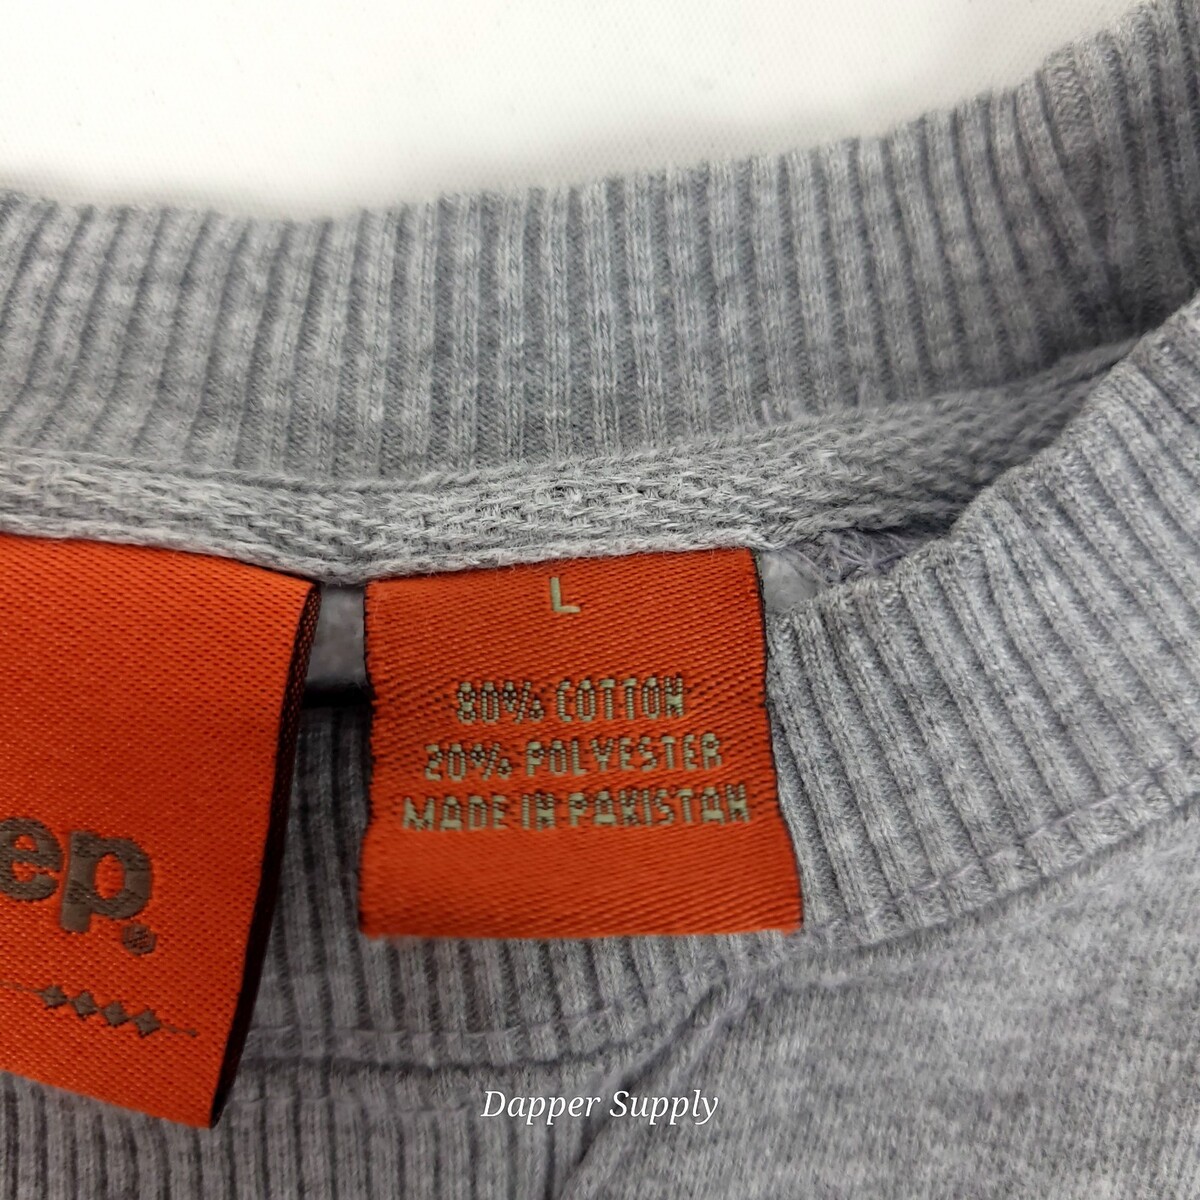 L
80% COTTON
20% POLYESTER
MADE IN PAKISTAN
ep.
Dapper Supply